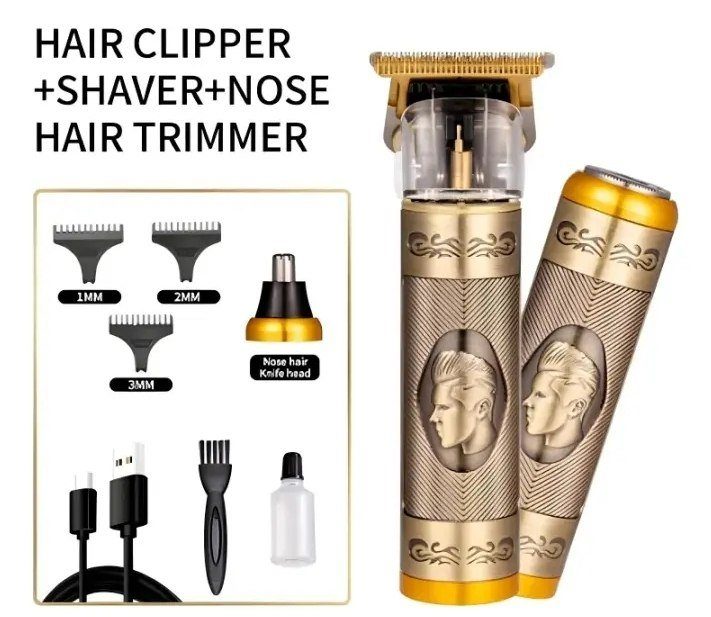 HAIR CLIPPER
+SHAVER+NOSE
HAIR TRIMMER
1MM
2MM
3MM
Nose hair
Knife head